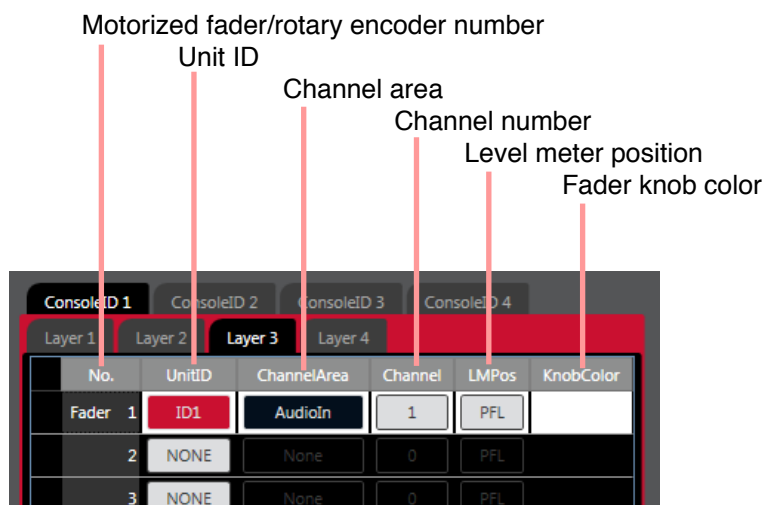 Motorized fader/rotary encoder number
Unit ID
Channel area
Channel number
Level meter position
Fader knob color
ConsoleID 1 ConsoleID 2 ConsoleID 3 ConsoleID 4
Layer 1 Layer 2 Layer 3 Layer 4
No. UnitID ChannelArea Channel LMPos KnobColor
Fader 1 ID1 AudioIn 1 PFL
2 NONE None 0 PFL
3 NONE None 0 PFL